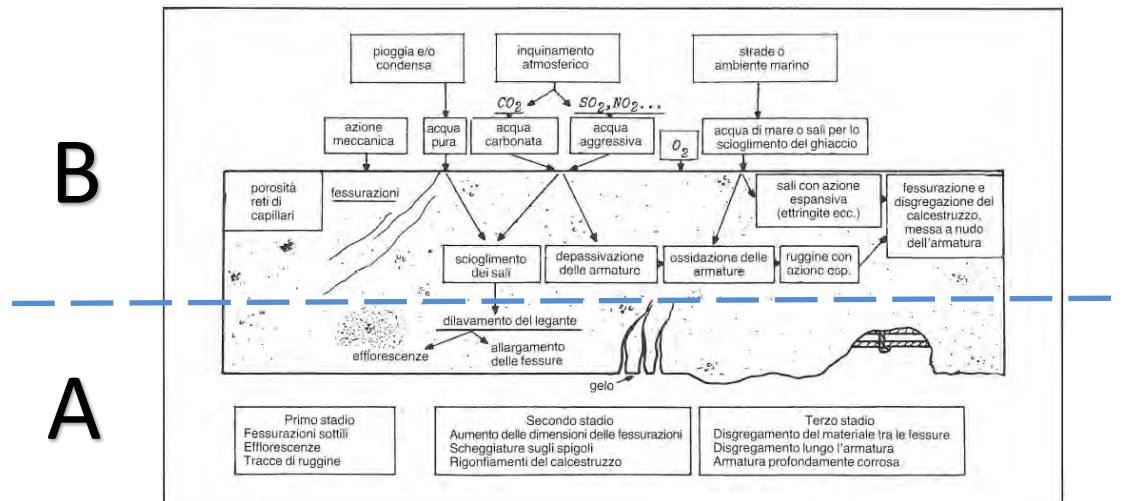 B
A
pioggia e/o
condensa
inquinamento
atmosferico
strade o
ambiente marino
CO2
SO2, NO2...
azione
meccanica
acqua
pura
acqua
carbonata
acqua
aggressiva
O2
acqua di mare o sali per lo
scioglimento del ghiaccio
porosità
reti di
capillari
fessurazioni
sali con azione
espansiva
(ettringite ecc.)
fessurazione e
disgregazione del
calcestruzzo,
messa a nudo
dell'armatura
scioglimento
dei sali
depassivazione
delle armature
ossidazione delle
armature
ruggine con
azione esp.
dilavamento del legante
efflorescenze
allargamento
delle fessure
gelo
Primo stadio
Fessurazioni sottili
Efflorescenze
Tracce di ruggine
Secondo stadio
Aumento delle dimensioni delle fessurazioni
Scheggiature sugli spigoli
Rigonfiamenti del calcestruzzo
Terzo stadio
Disgregamento del materiale tra le fessure
Disgregamento lungo l'armatura
Armatura profondamente corrosa